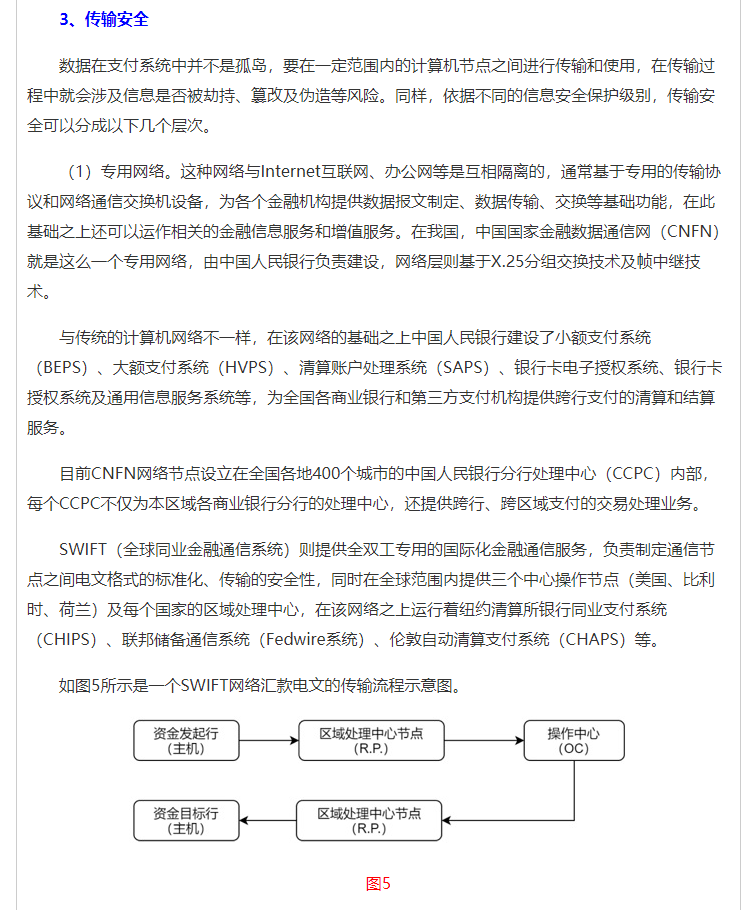 3、传输安全
数据在支付系统中并不是孤岛，要在一定范围内的计算机节点之间进行传输和使用，在传输过
程中就会涉及信息是否被劫持、篡改及伪造等风险。同样，依据不同的信息安全保护级别，传输安
全可以分成以下几个层次。
（1）专用网络。这种网络与Internet互联网、办公网等是互相隔离的，通常基于专用的传输协
议和网络通信交换机设备，为各个金融机构提供数据报文制定、数据传输、交换等基础功能，在此
基础之上还可以运作相关的金融信息服务和增值服务。在我国，中国国家金融数据通信网（CNFN）
就是这么一个专用网络，由中国人民银行负责建设，网络层则基于X.25分组交换技术及帧中继技
术。
与传统的计算机网络不一样，在该网络的基础之上中国人民银行建设了小额支付系统
（BEPS）、大额支付系统（HVPS）、清算账户处理系统（SAPS）、银行卡电子授权系统、银行卡
授权系统及通用信息服务系统等，为全国各商业银行和第三方支付机构提供跨行支付的清算和结算
服务。
目前CNFN网络节点设立在全国各地400个城市的中国人民银行分行处理中心（CCPC）内部，
每个CCPC不仅为本区域各商业银行分行的处理中心，还提供跨行、跨区域支付的交易处理业务。
SWIFT（全球同业金融通信系统）则提供全双工专用的国际化金融通信服务，负责制定通信节
点之间电文格式的标准化、传输的安全性，同时在全球范围内提供三个中心操作节点（美国、比利
时、荷兰）及每个国家的区域处理中心，在该网络之上运行着纽约清算所银行同业支付系统
（CHIPS）、联邦储备通信系统（Fedwire系统）、伦敦自动清算支付系统（CHAPS）等。
如图5所示是一个SWIFT网络汇款电文的传输流程示意图。
资金发起行
（主机）
区域处理中心节点
（R.P.）
操作中心
（OC）
资金目标行
（主机）
区域处理中心节点
（R.P.）
图5